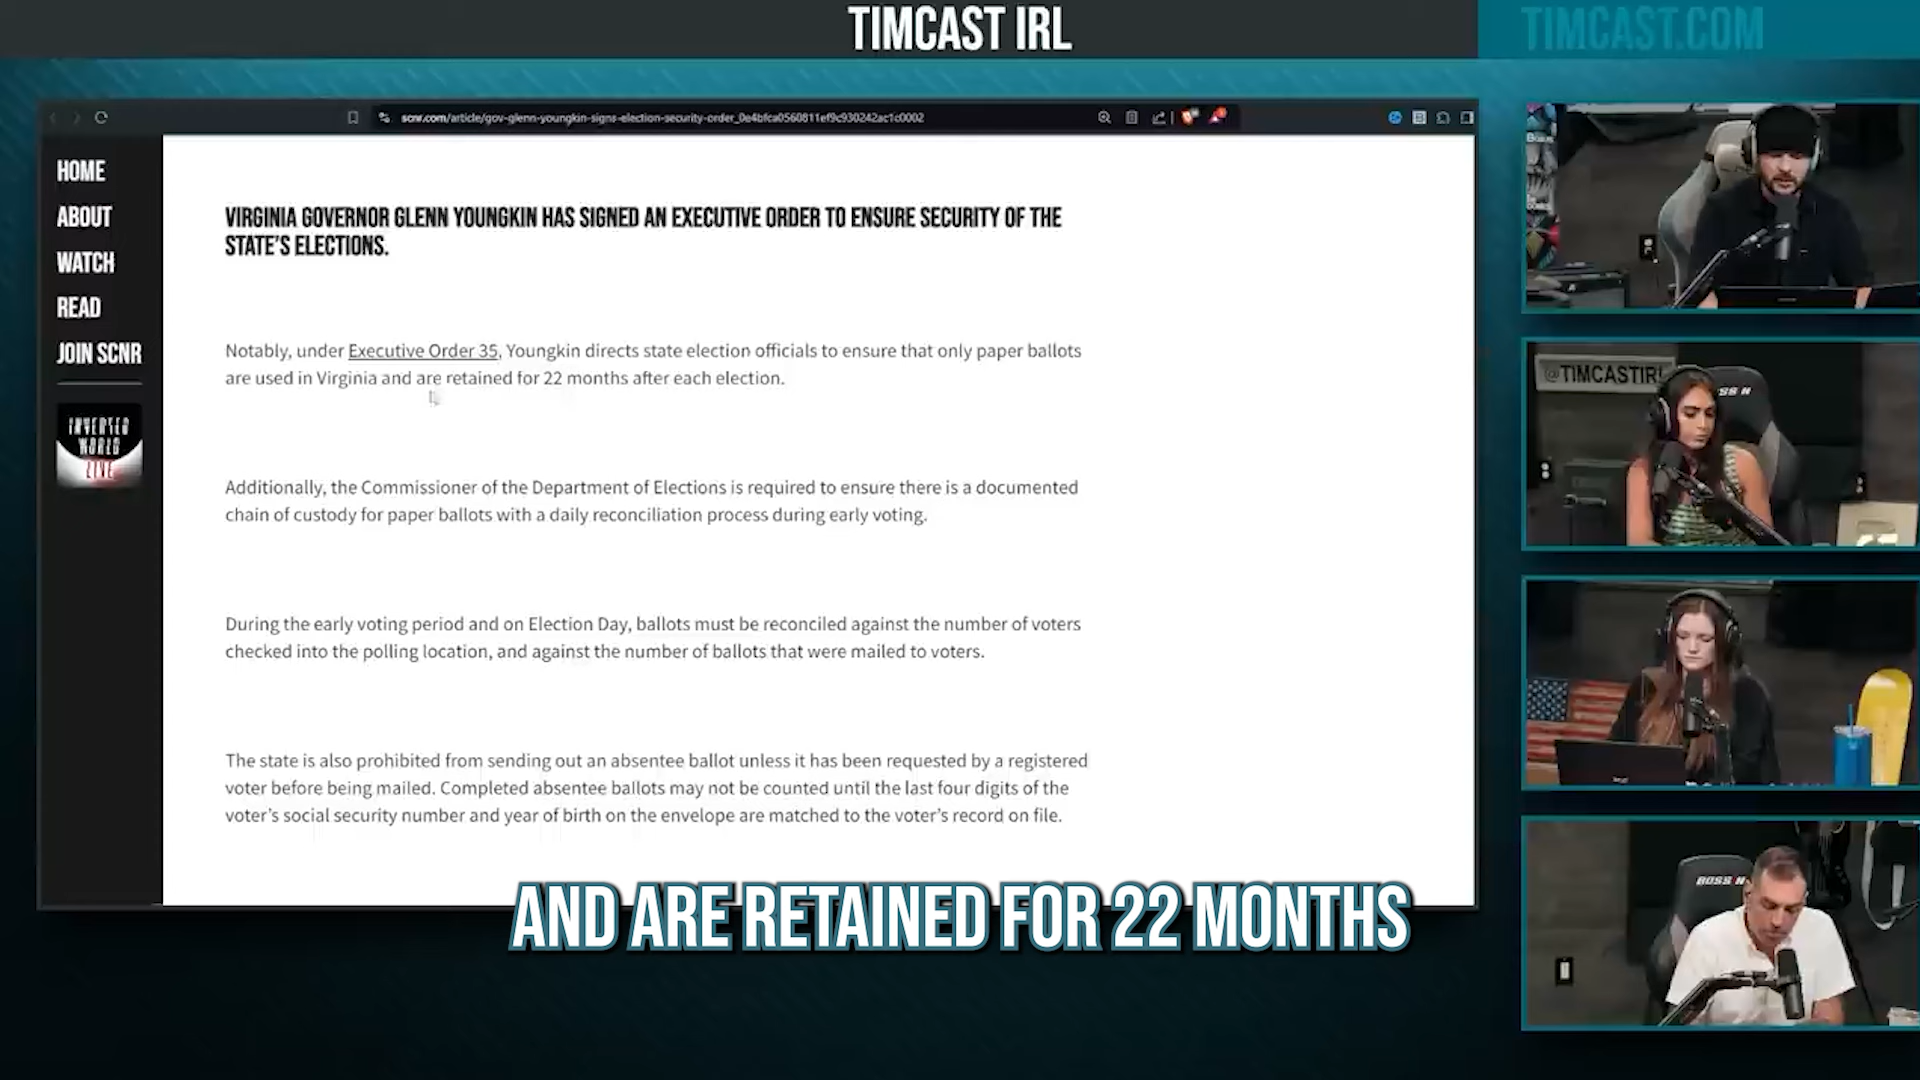 TIMCAST IRL
TIMCAST.COM
scnr.com/article/gov-glenn-youngkin-signs-election-security-order_0e4bfca0560811ef9c930242ac1c0002
HOME
ABOUT
WATCH
READ
JOIN SCNR
INVERTED
WORLD
LIVE
VIRGINIA GOVERNOR GLENN YOUNGKIN HAS SIGNED AN EXECUTIVE ORDER TO ENSURE SECURITY OF THE
STATE'S ELECTIONS.
Notably, under Executive Order 35, Youngkin directs state election officials to ensure that only paper ballots
are used in Virginia and are retained for 22 months after each election.
Additionally, the Commissioner of the Department of Elections is required to ensure there is a documented
chain of custody for paper ballots with a daily reconciliation process during early voting.
During the early voting period and on Election Day, ballots must be reconciled against the number of voters
checked into the polling location, and against the number of ballots that were mailed to voters.
The state is also prohibited from sending out an absentee ballot unless it has been requested by a registered
voter before being mailed. Completed absentee ballots may not be counted until the last four digits of the
voter's social security number and year of birth on the envelope are matched to the voter's record on file.
AND ARE RETAINED FOR 22 MONTHS
@TIMCASTIRL